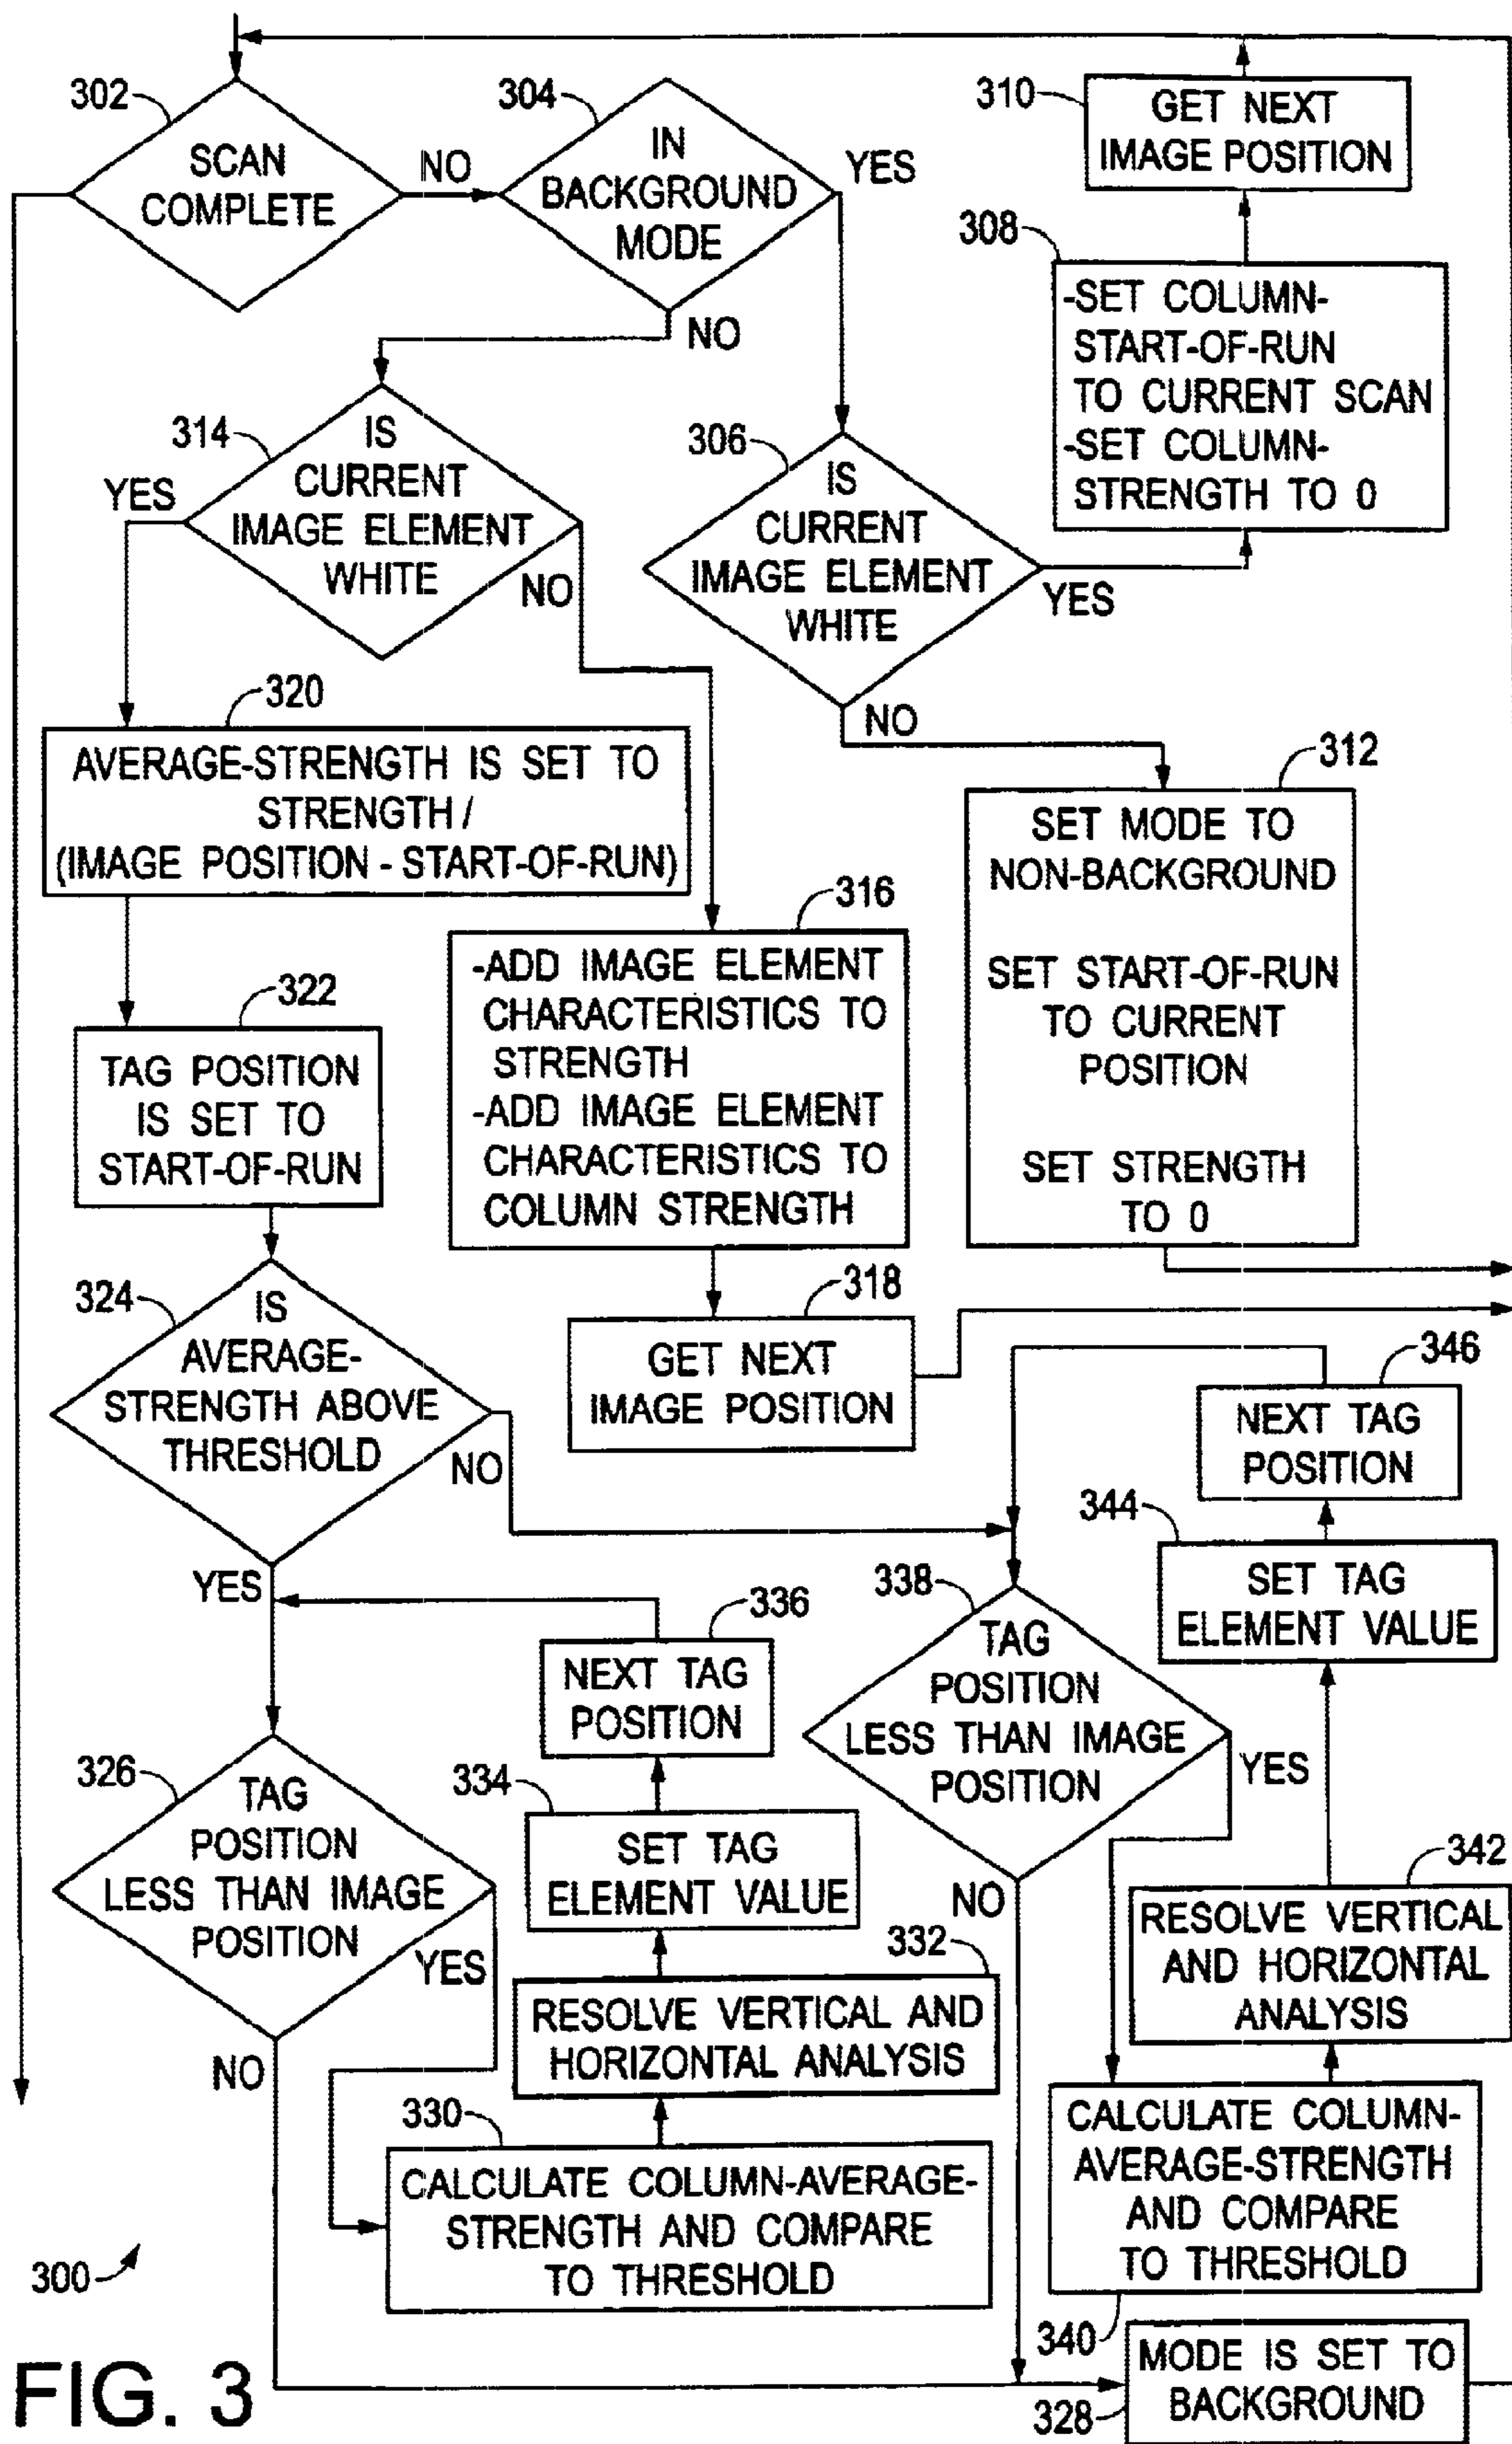 302
SCAN
COMPLETE
NO
304
IN
BACKGROUND
MODE
YES
NO
310
GET NEXT
IMAGE POSITION
308
-SET COLUMN-
START-OF-RUN
TO CURRENT SCAN
-SET COLUMN-
STRENGTH TO 0
314
IS
CURRENT
IMAGE ELEMENT
WHITE
YES
NO
306
IS
CURRENT
IMAGE ELEMENT
WHITE
YES
NO
320
AVERAGE-STRENGTH IS SET TO
STRENGTH /
(IMAGE POSITION - START-OF-RUN)
312
SET MODE TO
NON-BACKGROUND
SET START-OF-RUN
TO CURRENT
POSITION
SET STRENGTH
TO 0
316
-ADD IMAGE ELEMENT
CHARACTERISTICS TO
STRENGTH
-ADD IMAGE ELEMENT
CHARACTERISTICS TO
COLUMN STRENGTH
322
TAG POSITION
IS SET TO
START-OF-RUN
318
GET NEXT
IMAGE POSITION
324
IS
AVERAGE-
STRENGTH ABOVE
THRESHOLD
NO
YES
346
NEXT TAG
POSITION
344
SET TAG
ELEMENT VALUE
338
TAG
POSITION
LESS THAN IMAGE
POSITION
YES
NO
336
NEXT TAG
POSITION
334
SET TAG
ELEMENT VALUE
326
TAG
POSITION
LESS THAN IMAGE
POSITION
YES
NO
332
RESOLVE VERTICAL AND
HORIZONTAL ANALYSIS
342
RESOLVE VERTICAL
AND HORIZONTAL
ANALYSIS
330
CALCULATE COLUMN-AVERAGE-
STRENGTH AND COMPARE
TO THRESHOLD
CALCULATE COLUMN-
AVERAGE-STRENGTH
AND COMPARE
TO THRESHOLD
340
300
MODE IS SET TO
BACKGROUND
328
FIG. 3